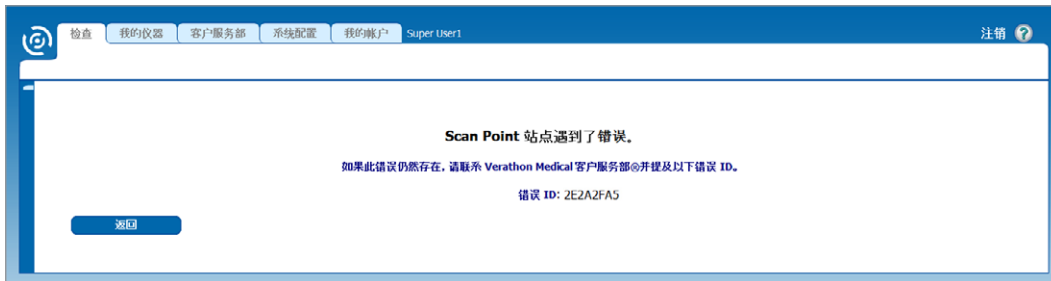 检查 我的仪器 客户服务部 系统配置 我的帐户 Super User1 注销 ?
Scan Point 站点遇到了错误。
如果此错误仍然存在，请联系 Verathon Medical 客户服务部®并提及以下错误 ID。
错误 ID: 2E2A2FA5
返回